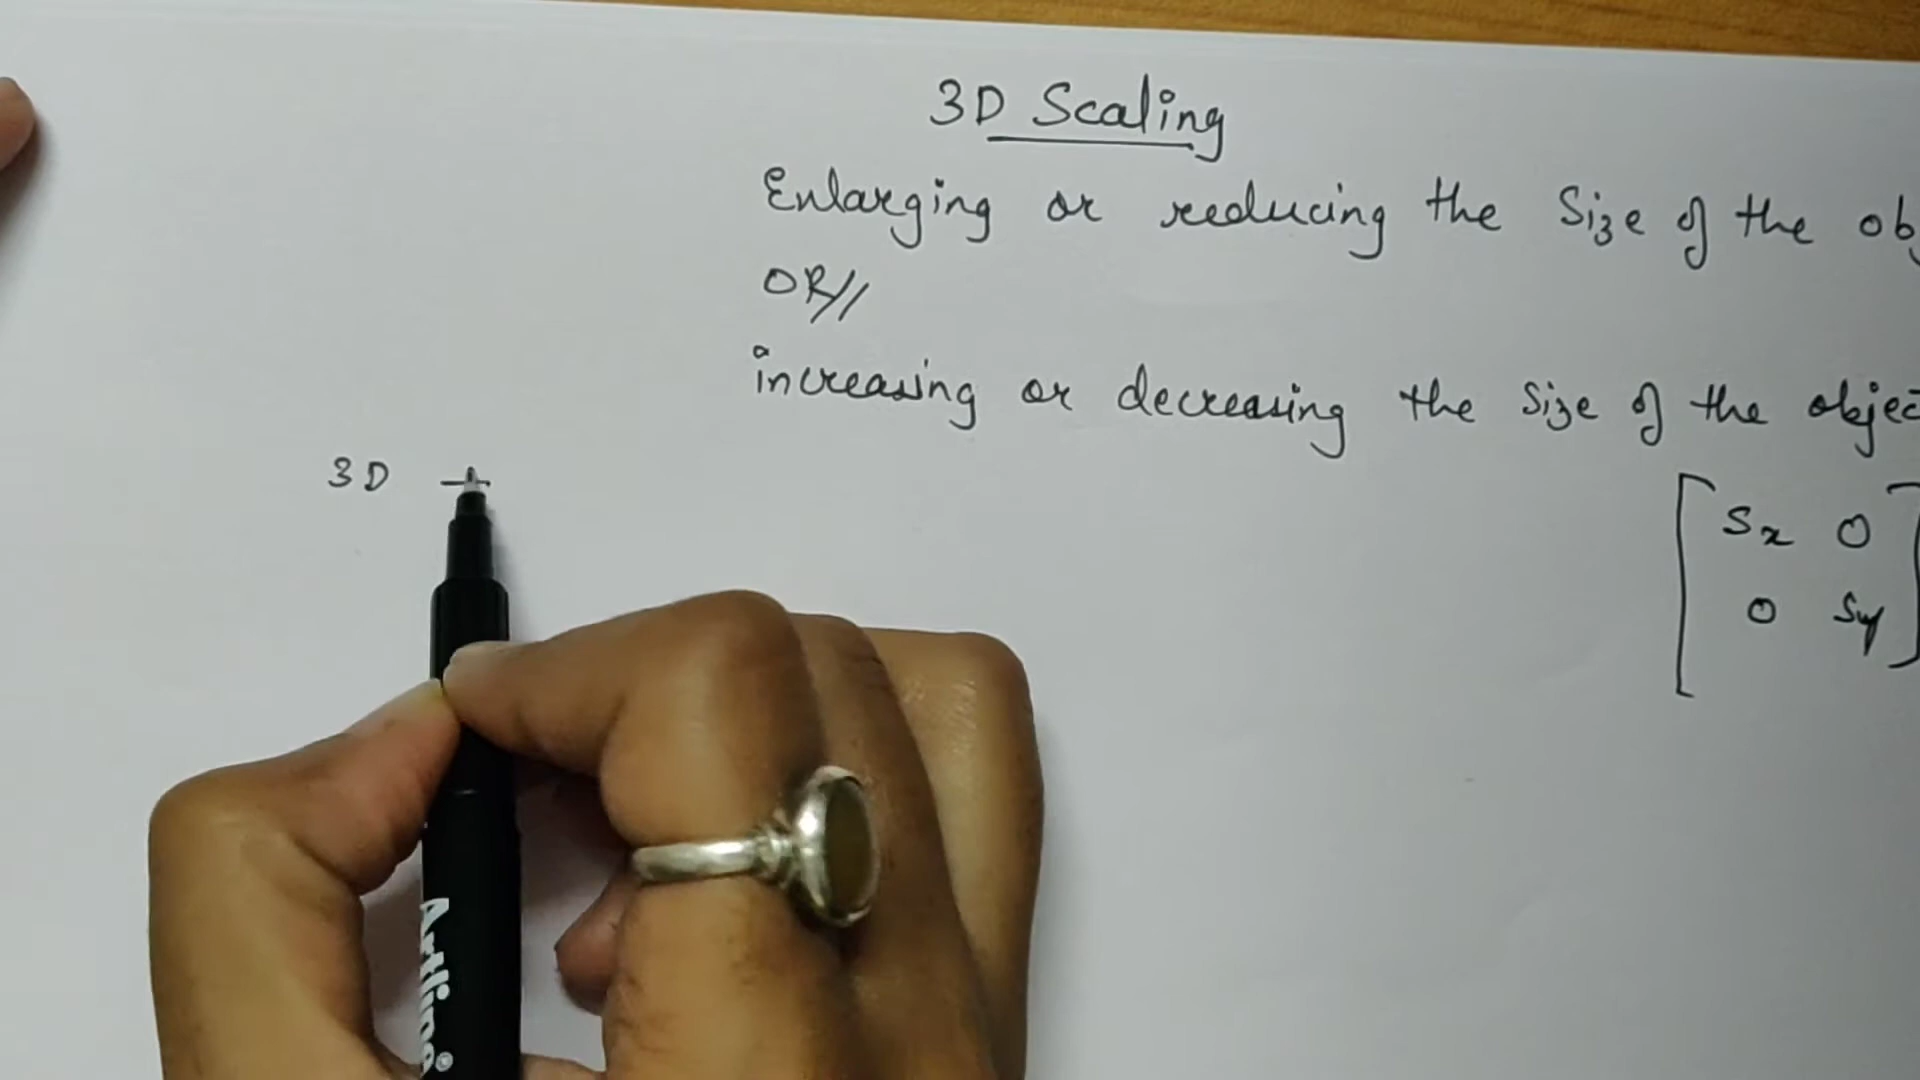 3D Scaling
Enlarging or reducing the Size of the obj
OR//
increasing or decreasing the Size of the objec
3D
Sx 0
0 Sy
Artline